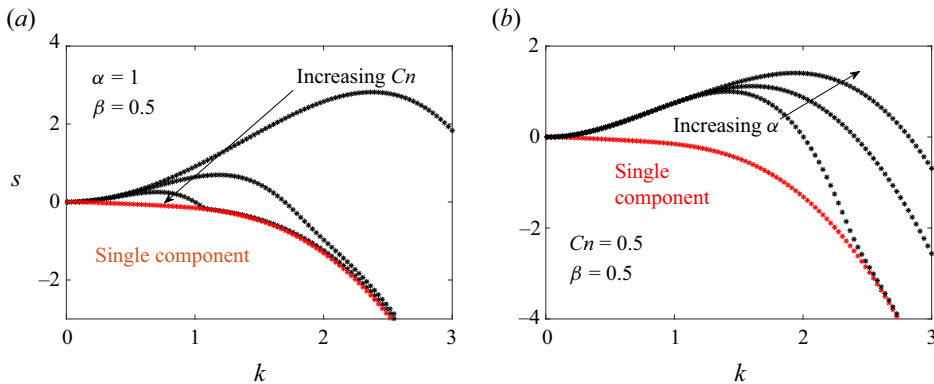 (a)
4
2
0
−2
s
α = 1
β = 0.5
Increasing Cn
Single component
0
1
2
3
k
(b)
2
0
−2
−4
Increasing α
Single
component
Cn = 0.5
β = 0.5
0
1
2
3
k